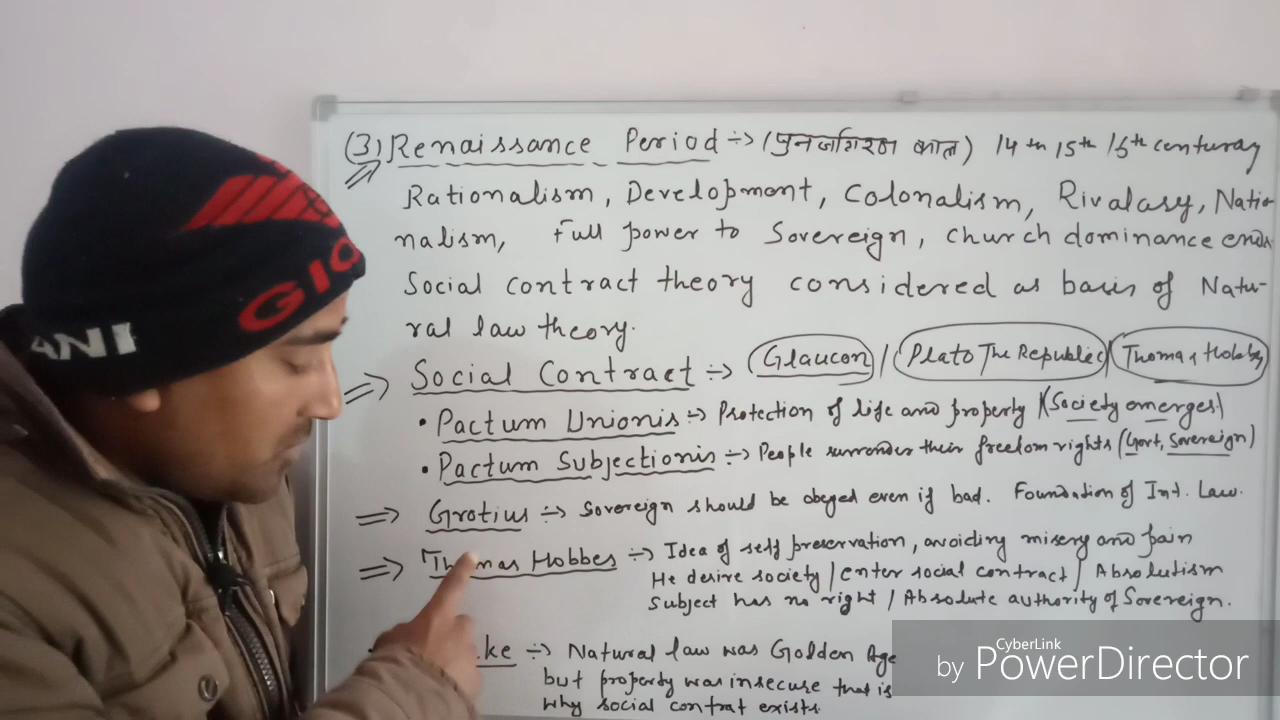 (3) Renaissance Period :-> (पुनर्जागरण काल) 14th 15th 16th centuray
Rationalism, Development, Colonalism, Rivalasy, Natio-
nalism, Full power to Sovereign, Church dominance ends
Social contract theory considered as basis of Natu-
ral law theory.
=> Social Contract :-> Glaucon / Plato The Republic / Thomas Hobbes
• Pactum Unionis :-> Protection of life and property / (Society emerges)
• Pactum Subjectionis :-> People surrender their freedom rights (Govt, Sovereign)
=> Grotius :-> Sovereign should be obeyed even if bad. Foundation of Int. Law.
=> Thomas Hobbes :-> Idea of self preservation, avoiding misery and pain
He desire society / enter social contract / Absolutism
Subject has no right / Absolute authority of Sovereign.
ke :-> Natural law was Golden Age
but property was insecure that is
why social contrat exists.
ANI
GIO
CyberLink
by PowerDirector